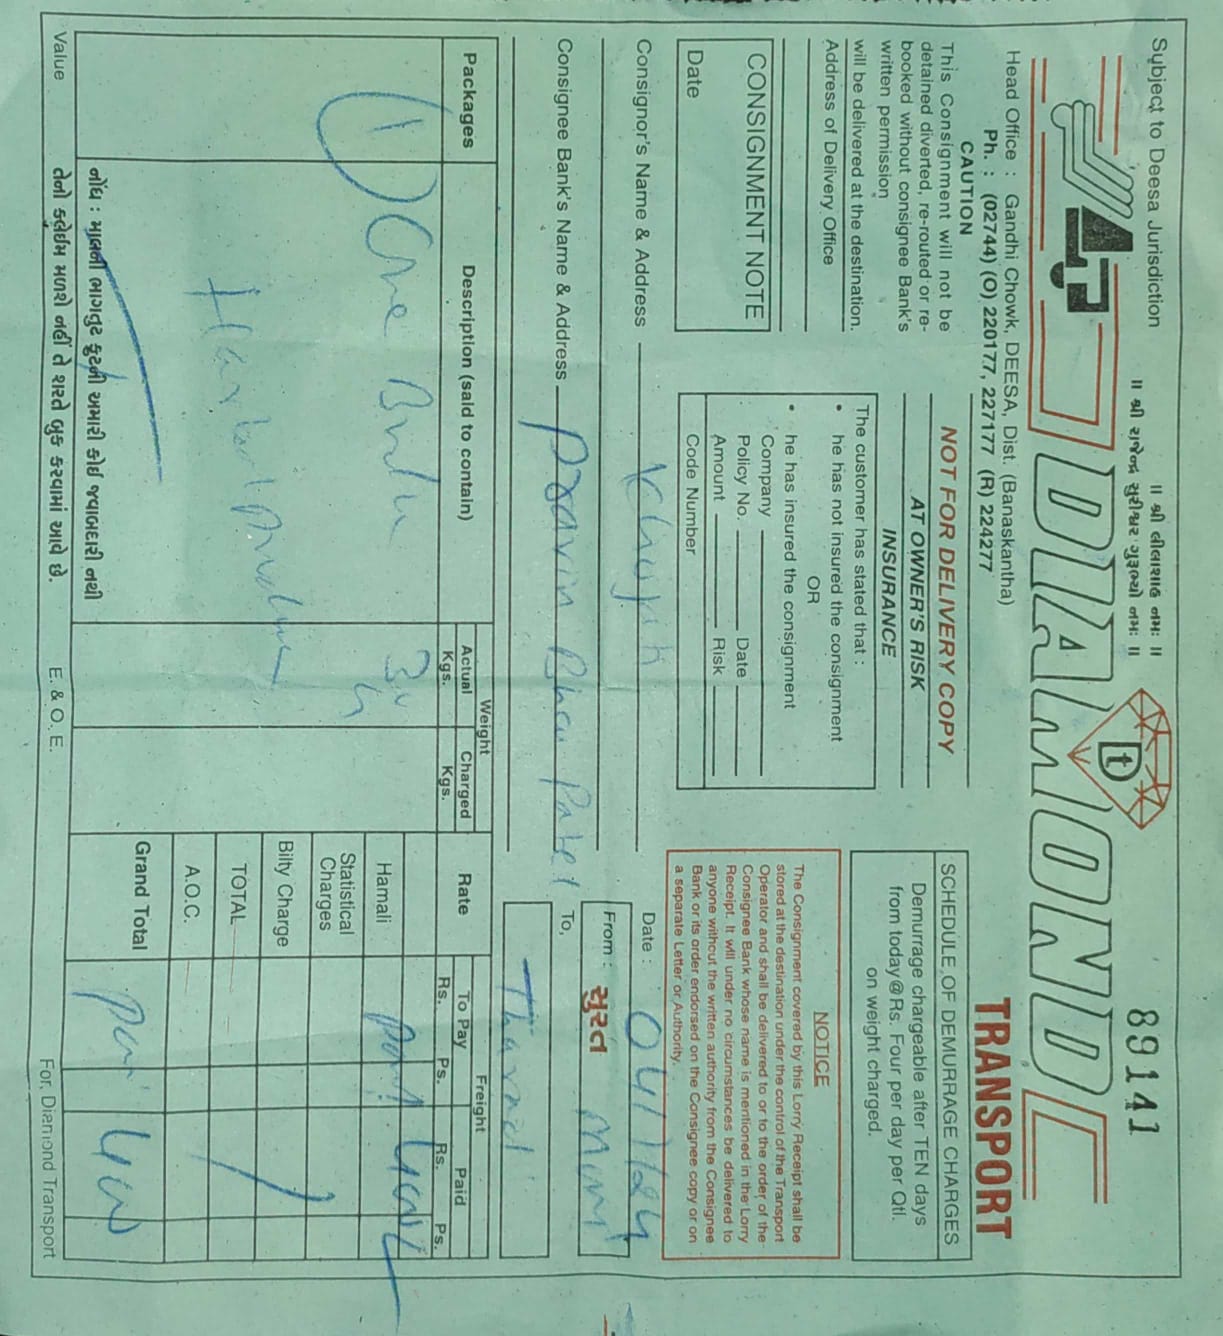 Subject to Deesa Jurisdiction
॥ શ્રી લીલાશાહ નમઃ ॥
॥ શ્રી રાજેન્દ્ર સુરીશ્વર ગુરૂભ્યો નમઃ ॥
89141
DIAMOND
t
TRANSPORT
Head Office : Gandhi Chowk, DEESA, Dist. (Banaskantha)
Ph. : (02744) (O) 220177, 227177 (R) 224277
CAUTION
This Consignment will not be
detained diverted, re-routed or re-
booked without consignee Bank's
written permission
will be delivered at the destination.
Address of Delivery Office
NOT FOR DELIVERY COPY
AT OWNER'S RISK
INSURANCE
The customer has stated that :
• he has not insured the consignment
OR
• he has insured the consignment
Company
Policy No. Date
Amount Risk
Code Number
SCHEDULE OF DEMURRAGE CHARGES
Demurrage chargeable after TEN days
from today@Rs. Four per day per Qtl.
on weight charged.
NOTICE
The Consignment covered by this Lorry Receipt shall be
stored at the destination under the control of the Transport
Operator and shall be delivered to or to the order of the
Consignee Bank whose name is mentioned in the Lorry
Receipt. It will under no circumstances be delivered to
anyone without the written authority from the Consignee
Bank or its order endorsed on the Consignee copy or on
a separate Letter or Authority.
CONSIGNMENT NOTE
Date
Consignor's Name & Address
Date :
Consignee Bank's Name & Address Pravin Bhai Patel
From : સુરત
To, Tharad
Packages
Description (said to contain)
Weight
Actual
Kgs.
Charged
Kgs.
Rate
Freight
To Pay
Rs. Ps.
Paid
Rs. Ps.
One
Hamali
Statistical
Charges
Bilty Charge
TOTAL
A.O.C.
Grand Total
નોંધ : માલની ભાગતુટ ફુટની અમારી કોઈ જવાબદારી નથી
તેનો કલેઈમ મળશે નહીં તે શરતે બુક કરવામાં આવે છે.
Value
E. & O. E.
For, Diamond Transport